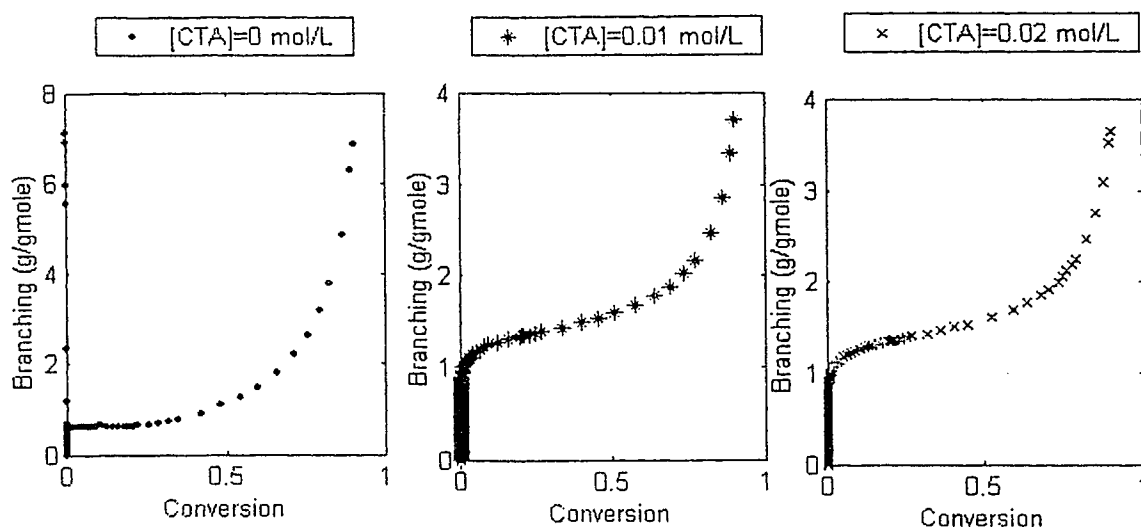 [CTA]=0 mol/L
[CTA]=0.01 mol/L
[CTA]=0.02 mol/L
8
6
4
2
0
Branching (g/gmole)
0
0.5
1
Conversion
4
3
2
1
0
Branching (g/gmole)
0
0.5
1
Conversion
4
3
2
1
0
Branching (g/gmole)
0
0.5
1
Conversion